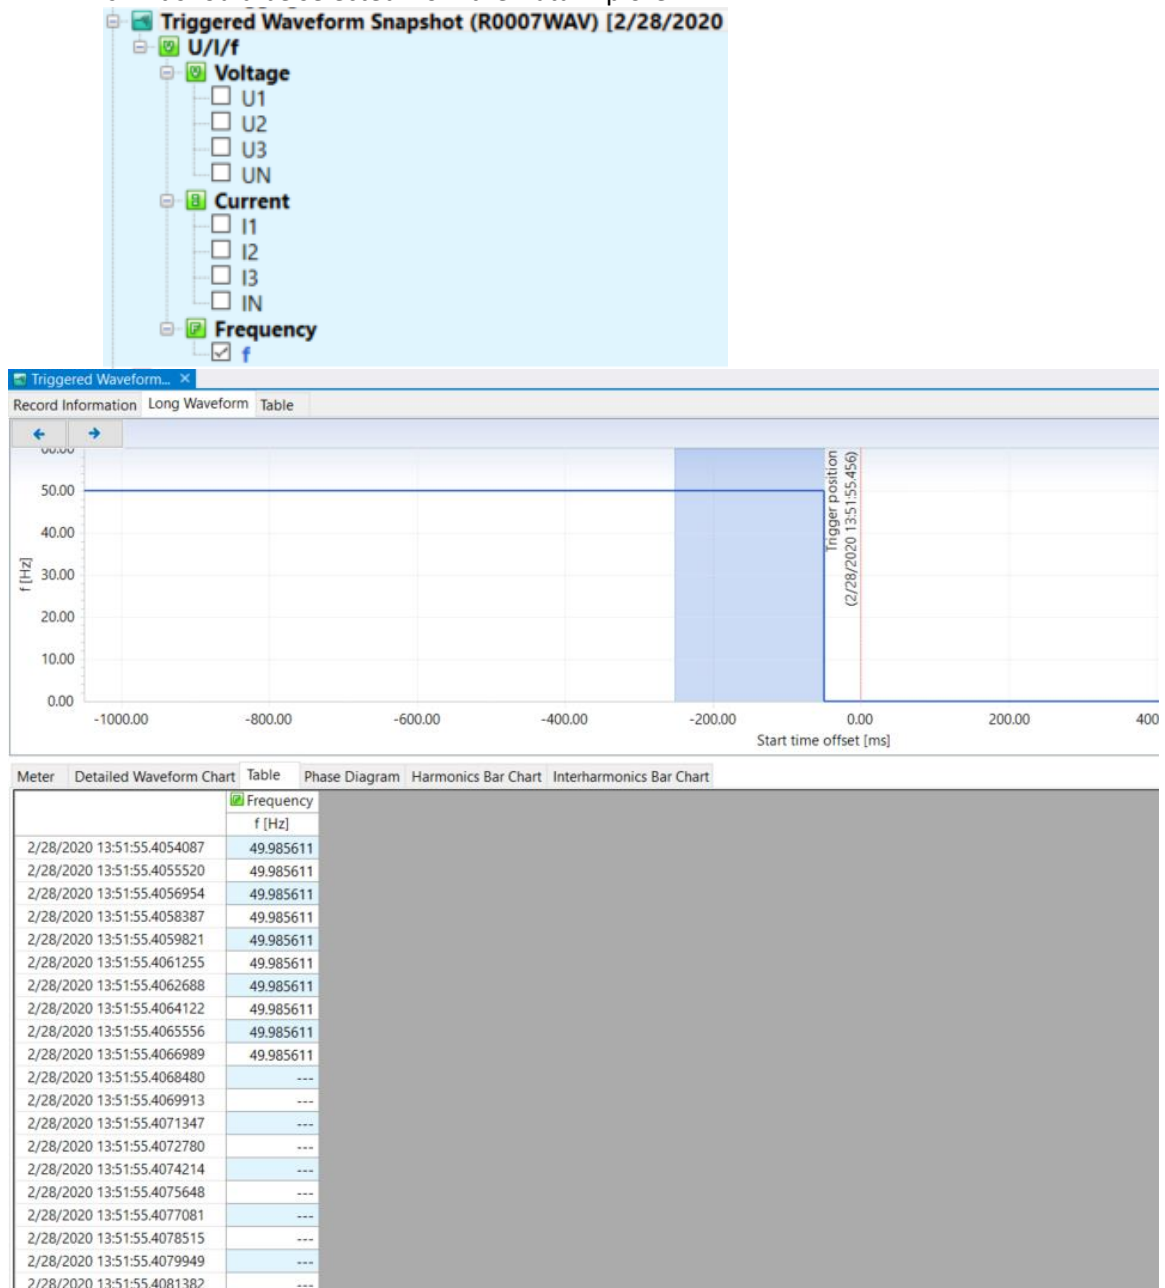 Triggered Waveform Snapshot (R0007WAV) [2/28/2020
U/I/f
Voltage
U1
U2
U3
UN
Current
I1
I2
I3
IN
Frequency
f
Triggered Waveform...
Record Information Long Waveform Table
60.00
50.00
40.00
30.00
20.00
10.00
0.00
f [Hz]
Trigger position
(2/28/2020 13:51:55.456)
-1000.00 -800.00 -600.00 -400.00 -200.00 0.00 200.00 400
Start time offset [ms]
Meter Detailed Waveform Chart Table Phase Diagram Harmonics Bar Chart Interharmonics Bar Chart
Frequency
f [Hz]
2/28/2020 13:51:55.4054087 49.985611
2/28/2020 13:51:55.4055520 49.985611
2/28/2020 13:51:55.4056954 49.985611
2/28/2020 13:51:55.4058387 49.985611
2/28/2020 13:51:55.4059821 49.985611
2/28/2020 13:51:55.4061255 49.985611
2/28/2020 13:51:55.4062688 49.985611
2/28/2020 13:51:55.4064122 49.985611
2/28/2020 13:51:55.4065556 49.985611
2/28/2020 13:51:55.4066989 49.985611
2/28/2020 13:51:55.4068480 ---
2/28/2020 13:51:55.4069913 ---
2/28/2020 13:51:55.4071347 ---
2/28/2020 13:51:55.4072780 ---
2/28/2020 13:51:55.4074214 ---
2/28/2020 13:51:55.4075648 ---
2/28/2020 13:51:55.4077081 ---
2/28/2020 13:51:55.4078515 ---
2/28/2020 13:51:55.4079949 ---
2/28/2020 13:51:55.4081382 ---